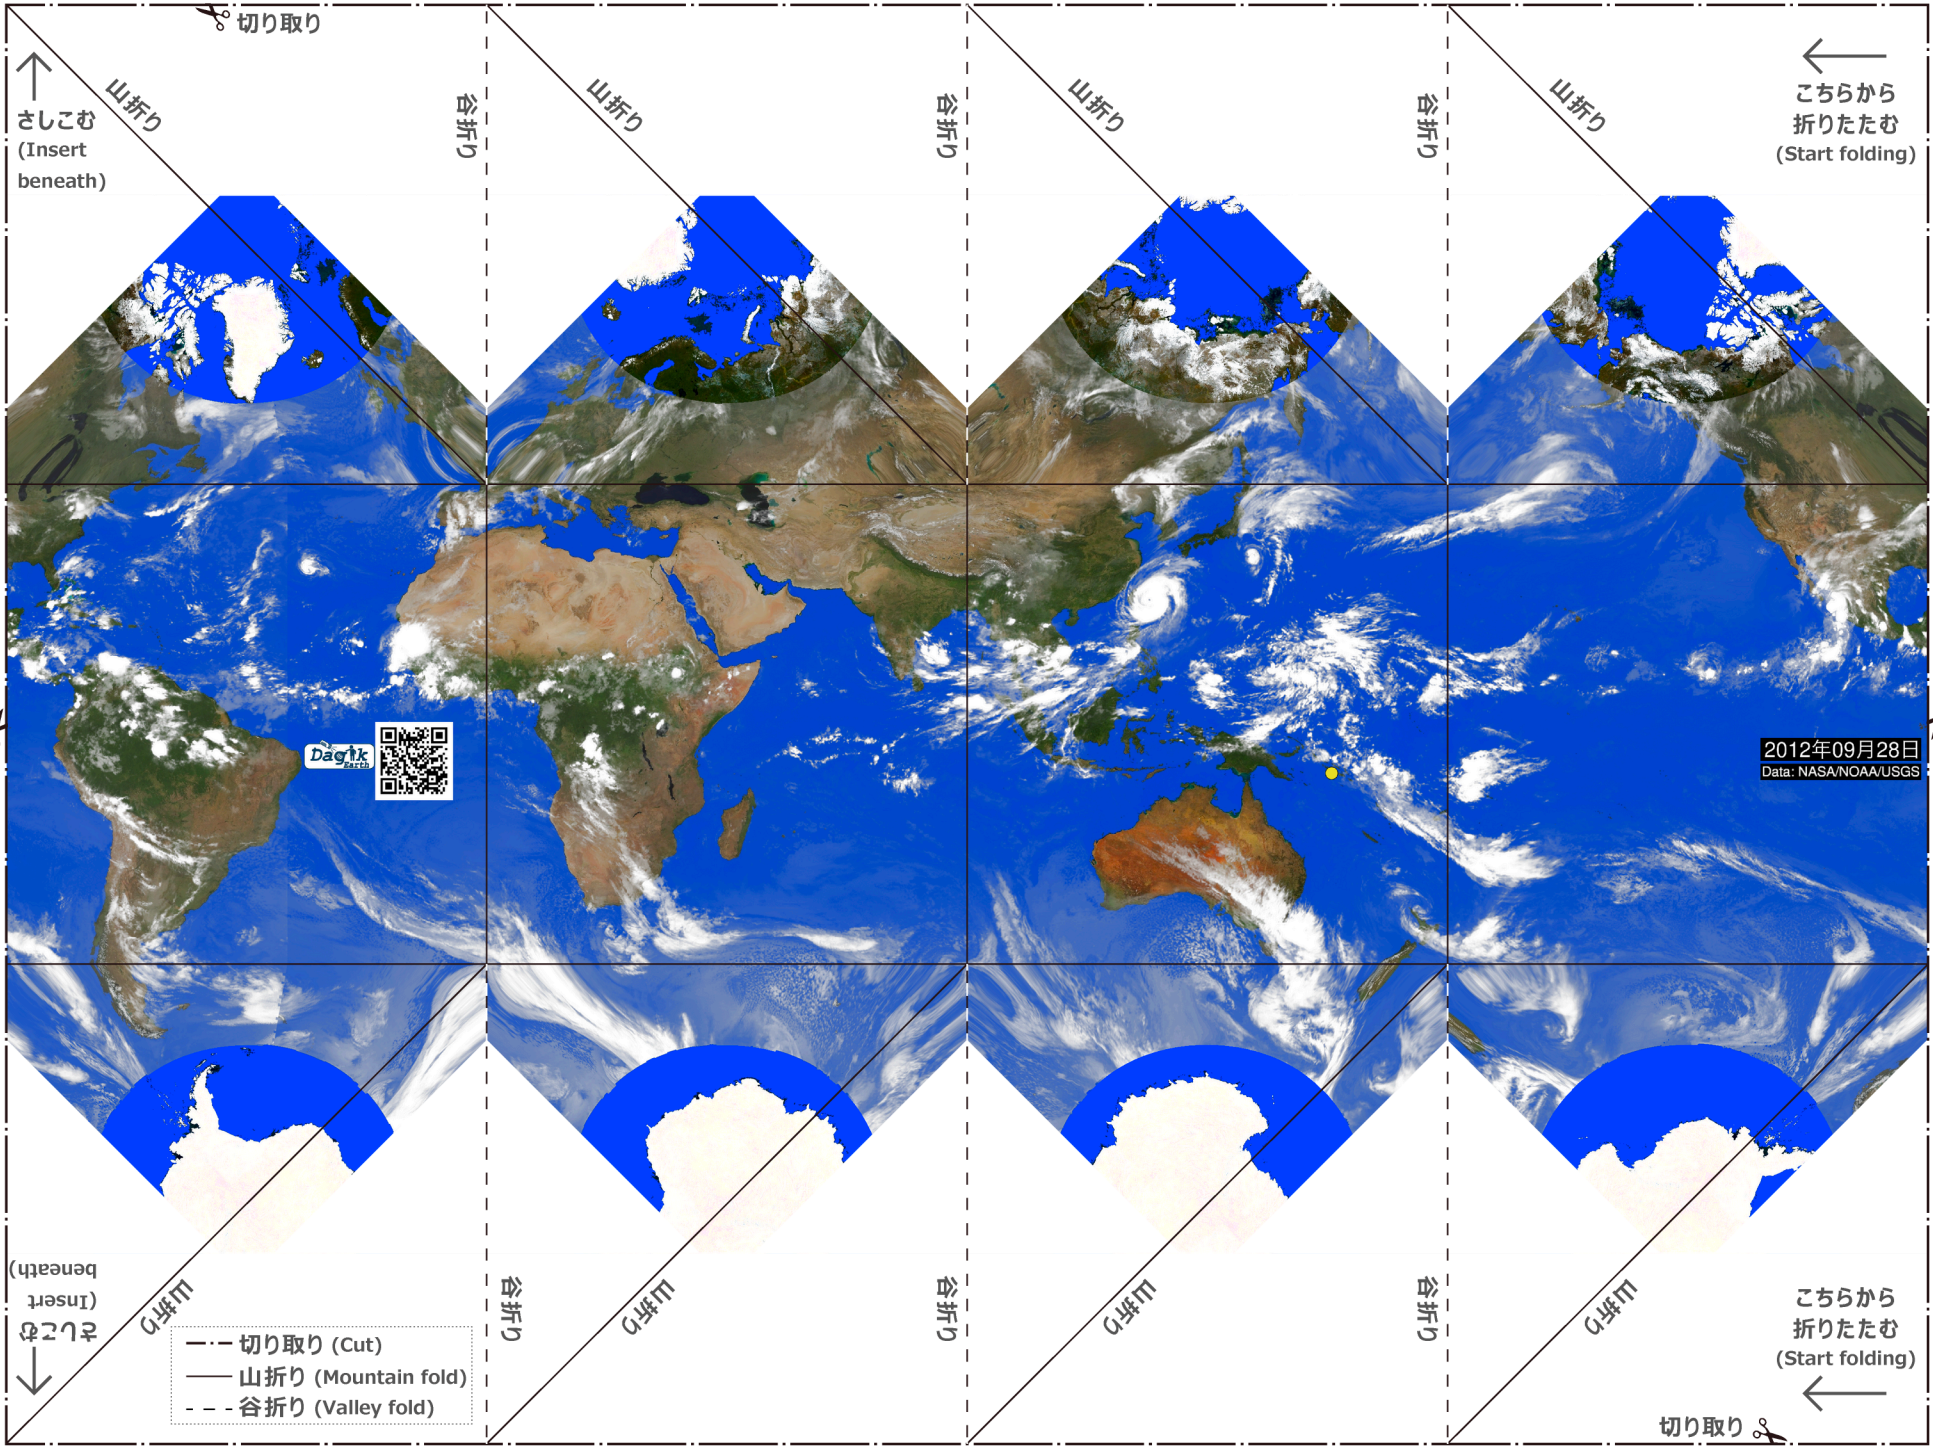 切り取り
さしこむ
(Insert
beneath)
山折り
谷折り
山折り
谷折り
山折り
谷折り
山折り
こちらから
折りたたむ
(Start folding)
Dagik
Earth
2012年09月28日
Data: NASA/NOAA/USGS
さしこむ
(Insert
beneath)
山折り
谷折り
山折り
谷折り
山折り
谷折り
山折り
こちらから
折りたたむ
(Start folding)
切り取り (Cut)
山折り (Mountain fold)
谷折り (Valley fold)
切り取り